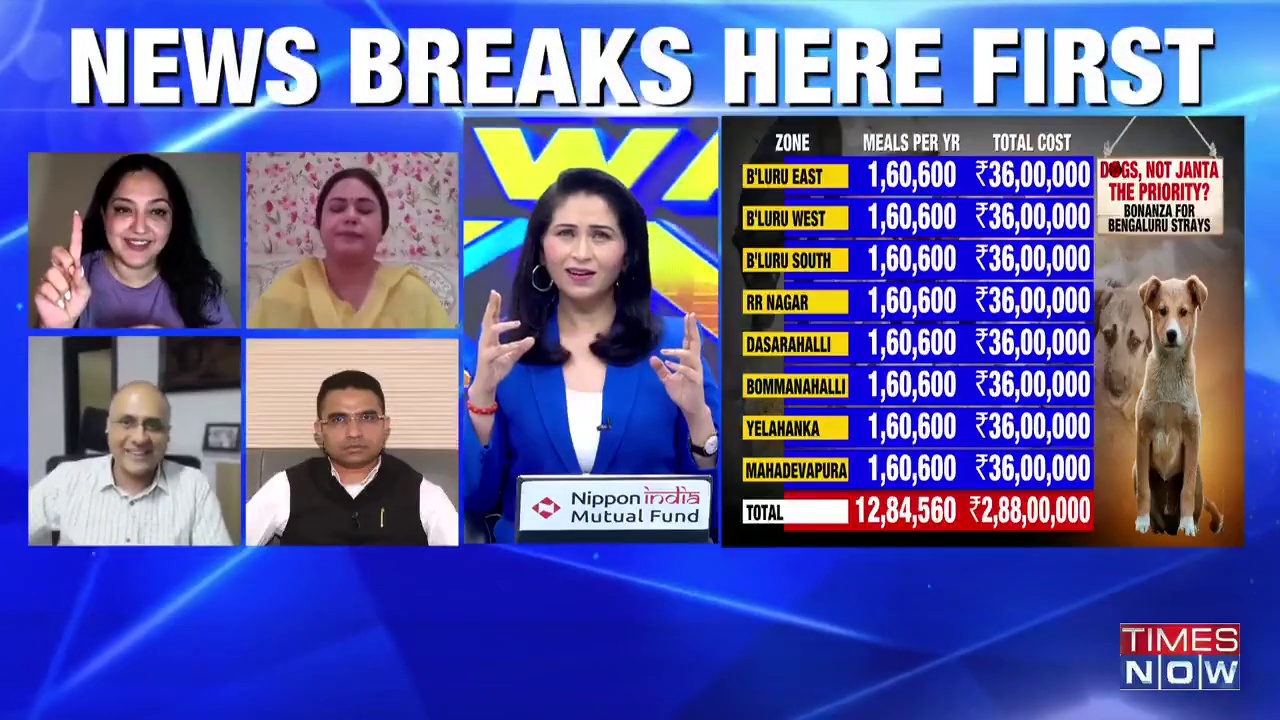 NEWS BREAKS HERE FIRST
ZONE MEALS PER YR TOTAL COST
B'LURU EAST 1,60,600 ₹36,00,000
B'LURU WEST 1,60,600 ₹36,00,000
B'LURU SOUTH 1,60,600 ₹36,00,000
RR NAGAR 1,60,600 ₹36,00,000
DASARAHALLI 1,60,600 ₹36,00,000
BOMMANAHALLI 1,60,600 ₹36,00,000
YELAHANKA 1,60,600 ₹36,00,000
MAHADEVAPURA 1,60,600 ₹36,00,000
TOTAL 12,84,560 ₹2,88,00,000
DOGS, NOT JANTA
THE PRIORITY?
BONANZA FOR
BENGALURU STRAYS
Nippon india
Mutual Fund
TIMES
NOW